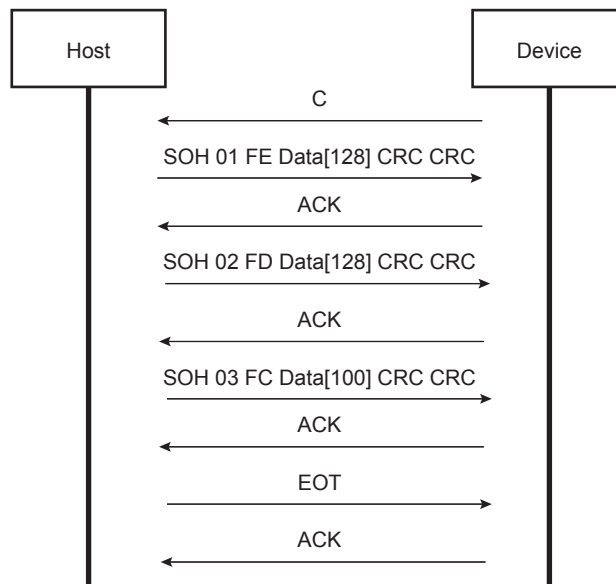 Host
Device
C
SOH 01 FE Data[128] CRC CRC
ACK
SOH 02 FD Data[128] CRC CRC
ACK
SOH 03 FC Data[100] CRC CRC
ACK
EOT
ACK